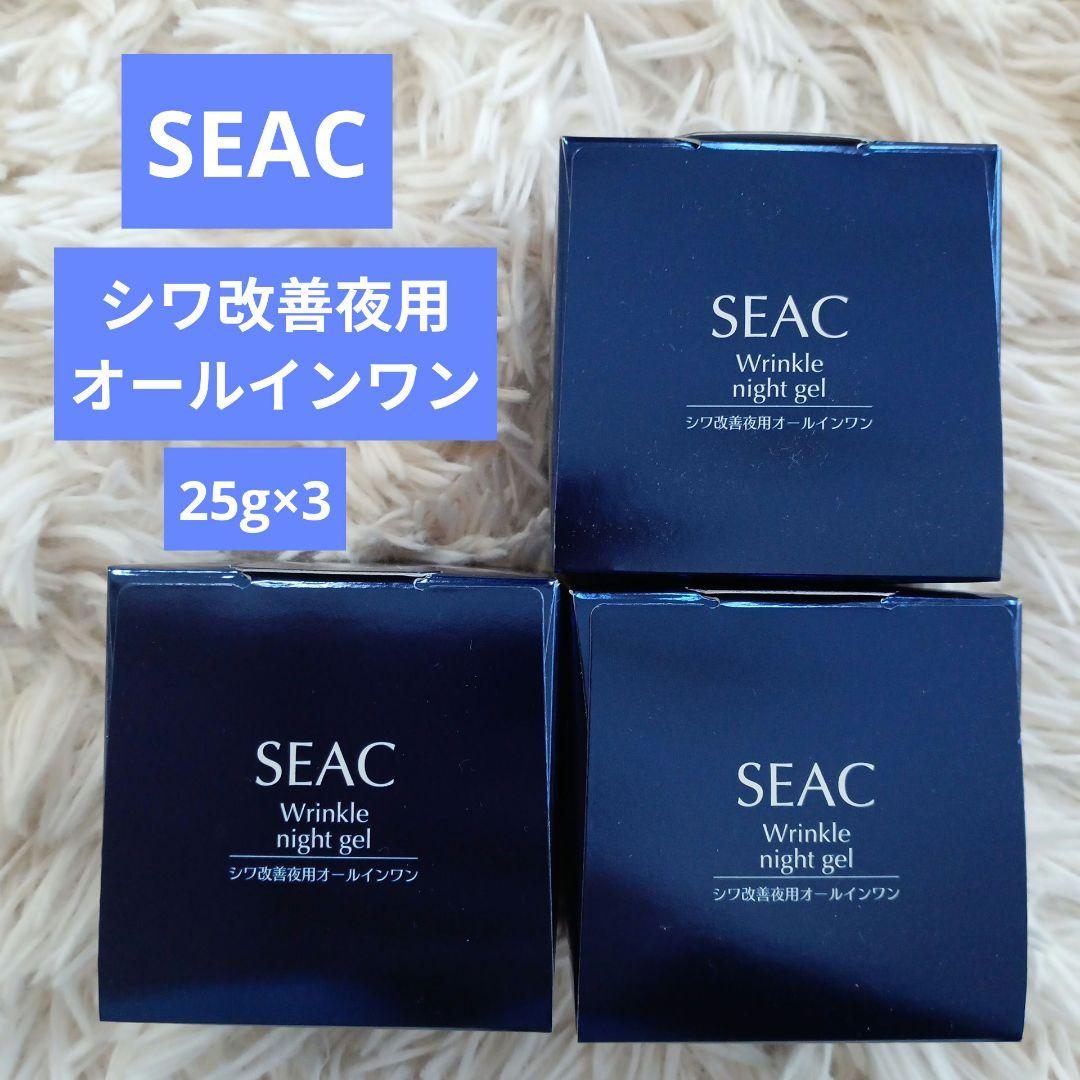 SEAC
シワ改善夜用
オールインワン
25g×3
SEAC
Wrinkle
night gel
シワ改善夜用オールインワン
SEAC
Wrinkle
night gel
シワ改善夜用オールインワン
SEAC
Wrinkle
night gel
シワ改善夜用オールインワン